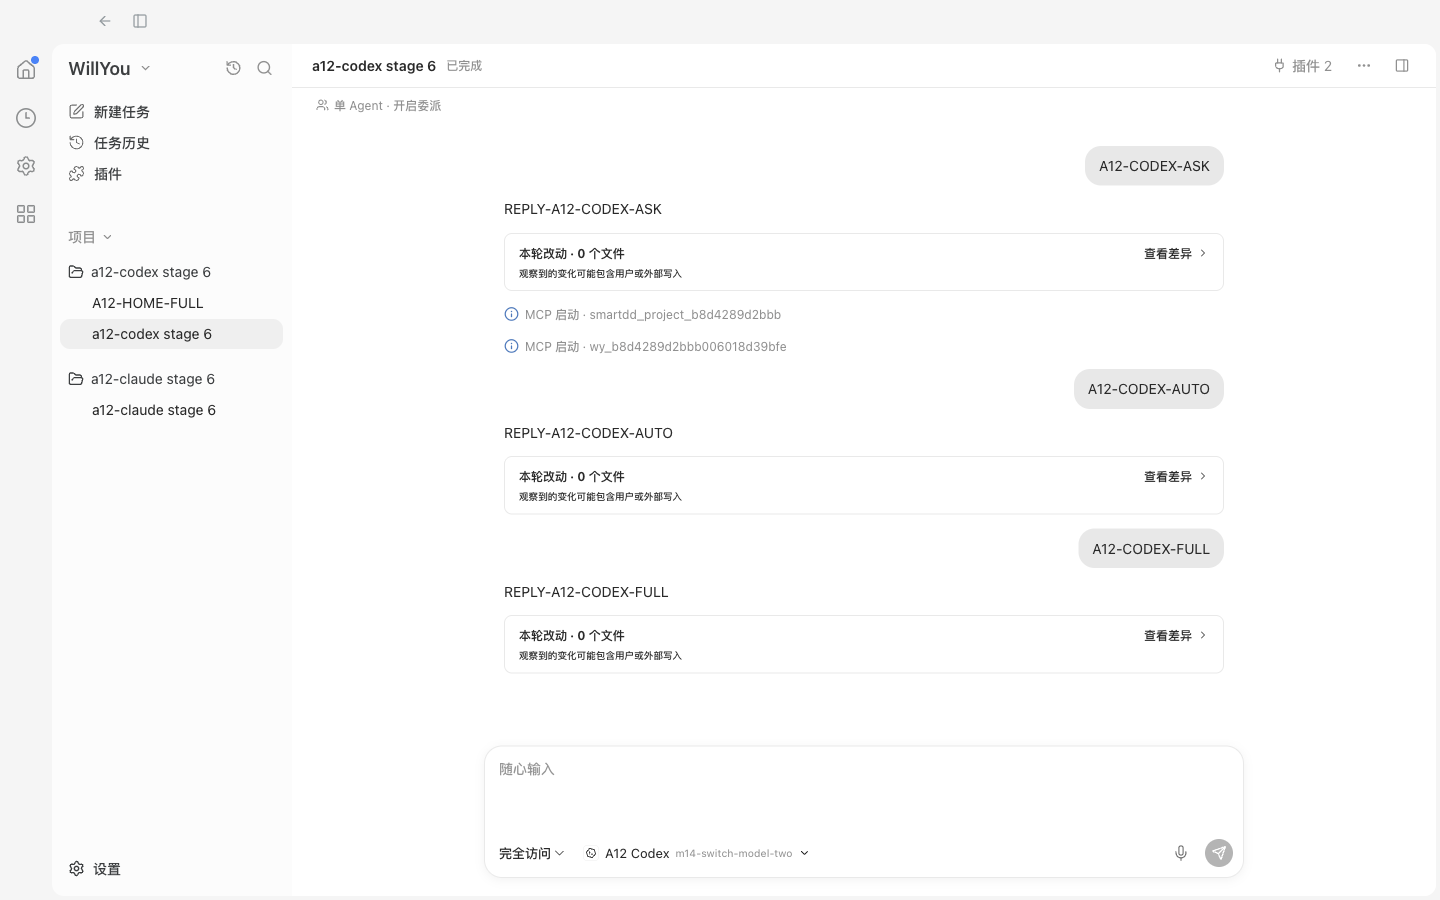 WillYou
新建任务
任务历史
插件
项目
a12-codex stage 6
A12-HOME-FULL
a12-codex stage 6
a12-claude stage 6
a12-claude stage 6
设置
a12-codex stage 6 已完成
插件 2
单 Agent · 开启委派
A12-CODEX-ASK
REPLY-A12-CODEX-ASK
本轮改动 · 0 个文件 查看差异
观察到的变化可能包含用户或外部写入
MCP 启动 · smartdd_project_b8d4289d2bbb
MCP 启动 · wy_b8d4289d2bbb006018d39bfe
A12-CODEX-AUTO
REPLY-A12-CODEX-AUTO
本轮改动 · 0 个文件 查看差异
观察到的变化可能包含用户或外部写入
A12-CODEX-FULL
REPLY-A12-CODEX-FULL
本轮改动 · 0 个文件 查看差异
观察到的变化可能包含用户或外部写入
随心输入
完全访问 A12 Codex m14-switch-model-two